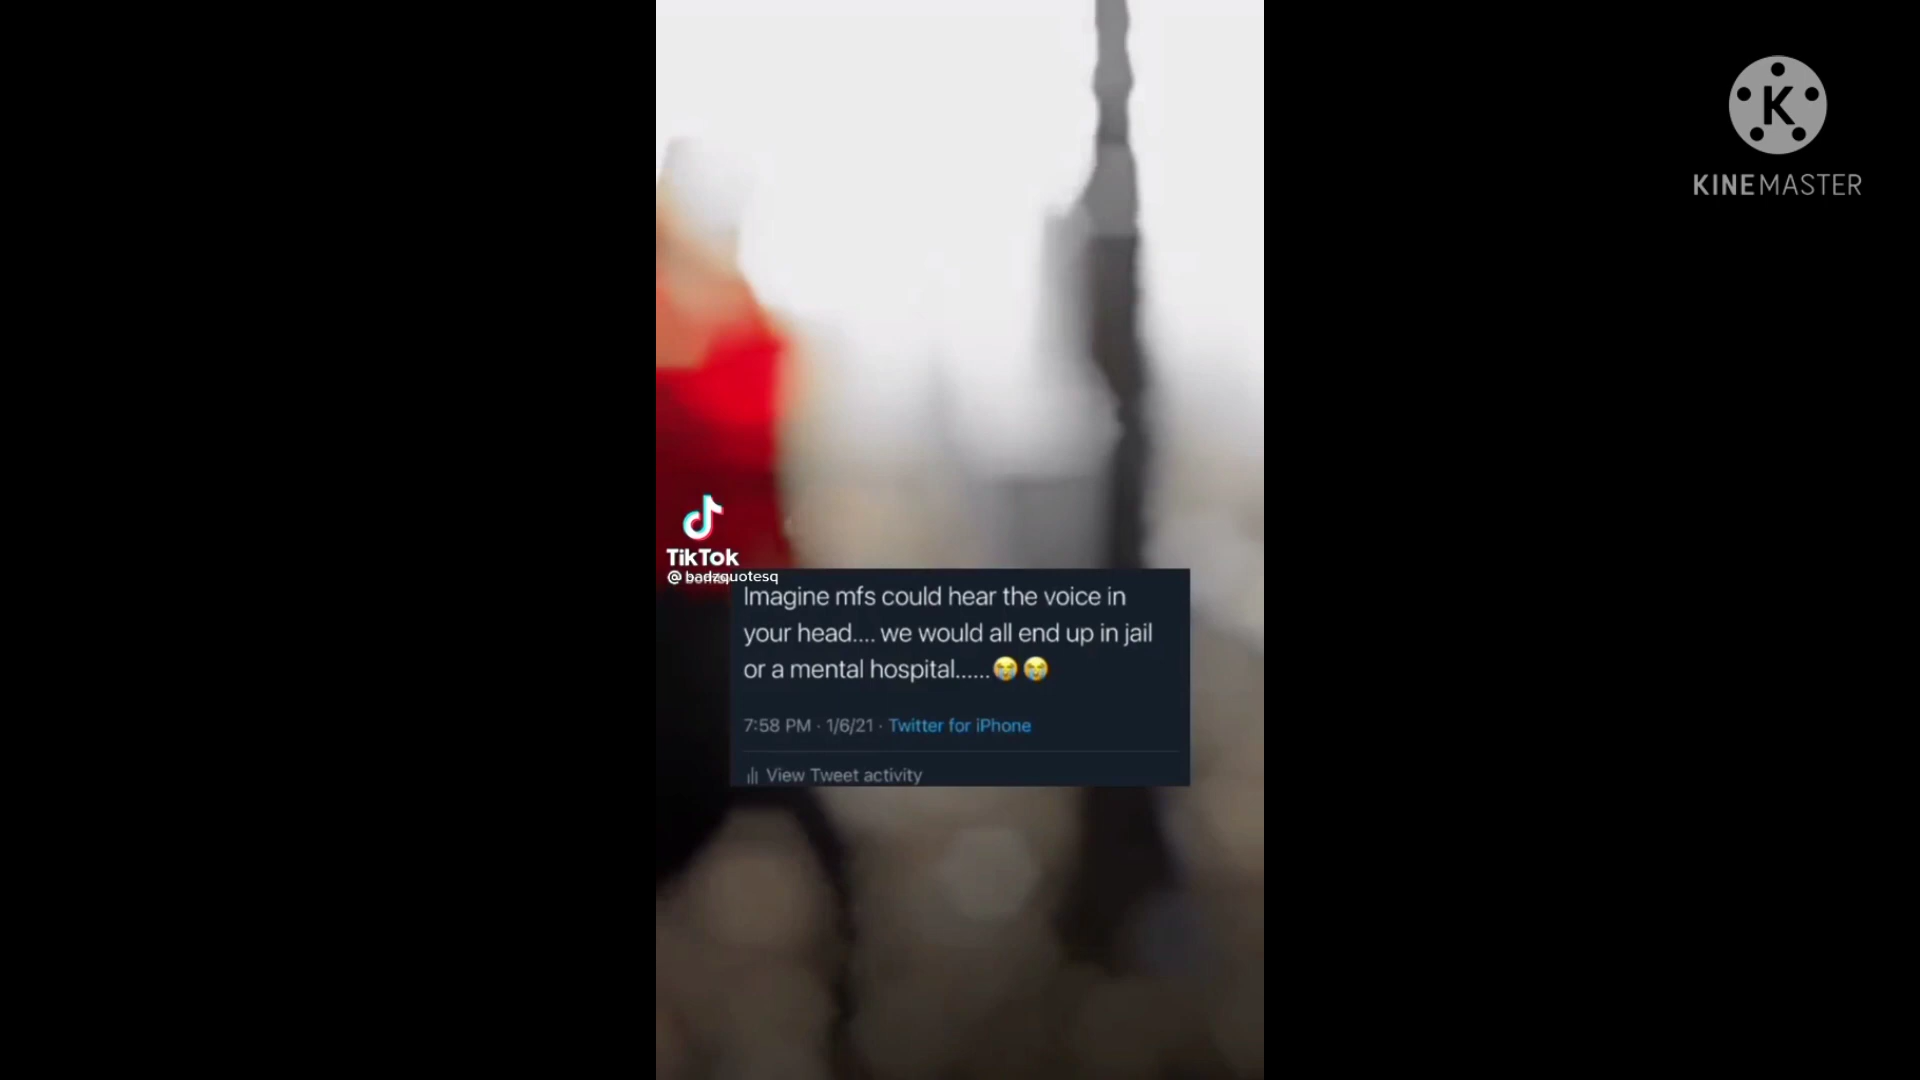 KINEMASTER
TikTok
@badzquotesq
Imagine mfs could hear the voice in
your head.... we would all end up in jail
or a mental hospital......😭😭
7:58 PM · 1/6/21 · Twitter for iPhone
View Tweet activity